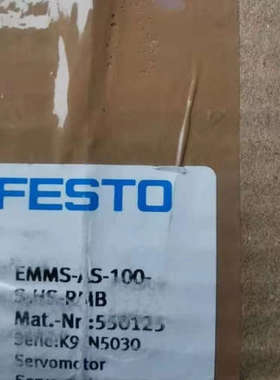 FESTO
EMMS-AS-100-
S-HS-RMB
Mat.-Nr.:550125
Serie:K9 N5030
Servomotor